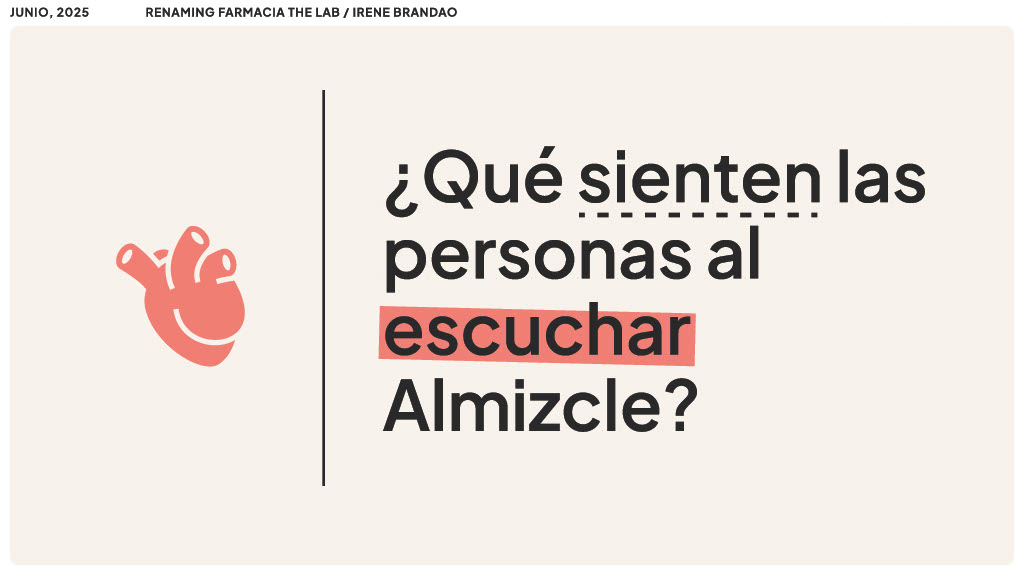 JUNIO, 2025
RENAMING FARMACIA THE LAB / IRENE BRANDAO
¿Qué sienten las
personas al
escuchar
Almizcle?